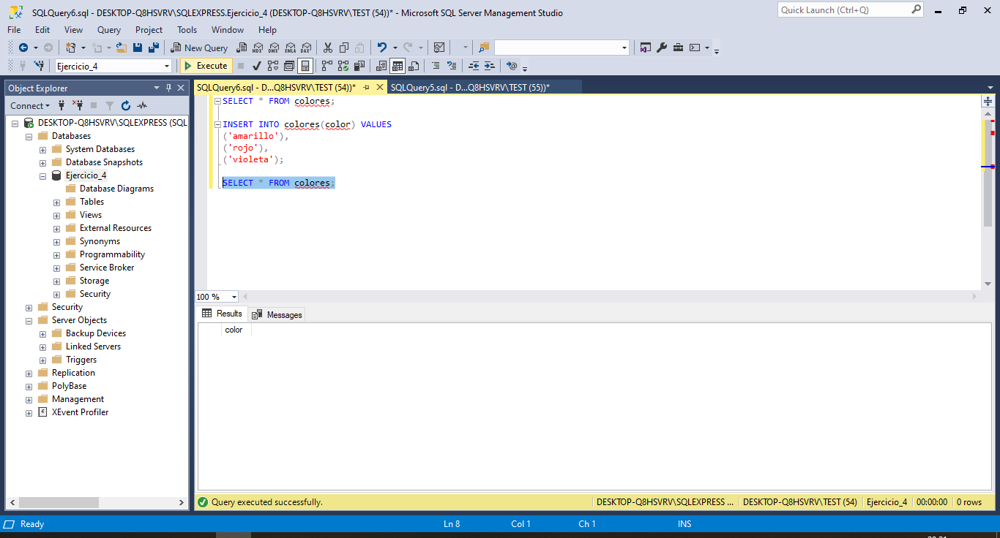 SQLQuery6.sql - DESKTOP-Q8HSVRV\SQLEXPRESS.Ejercicio_4 (DESKTOP-Q8HSVRV\TEST (54))* - Microsoft SQL Server Management Studio
Quick Launch (Ctrl+Q)
File Edit View Query Project Tools Window Help
New Query MDX DMX XMLA DAX
Ejercicio_4 Execute
Object Explorer
Connect
DESKTOP-Q8HSVRV\SQLEXPRESS (SQL
Databases
System Databases
Database Snapshots
Ejercicio_4
Database Diagrams
Tables
Views
External Resources
Synonyms
Programmability
Service Broker
Storage
Security
Security
Server Objects
Backup Devices
Linked Servers
Triggers
Replication
PolyBase
Management
XEvent Profiler
SQLQuery6.sql - D...Q8HSVRV\TEST (54))* SQLQuery5.sql - D...Q8HSVRV\TEST (55))*
SELECT * FROM colores;
INSERT INTO colores(color) VALUES
('amarillo'),
('rojo'),
('violeta');
SELECT * FROM colores;
100 %
Results Messages
color
Query executed successfully. DESKTOP-Q8HSVRV\SQLEXPRESS ... DESKTOP-Q8HSVRV\TEST (54) Ejercicio_4 00:00:00 0 rows
Ready Ln 8 Col 1 Ch 1 INS